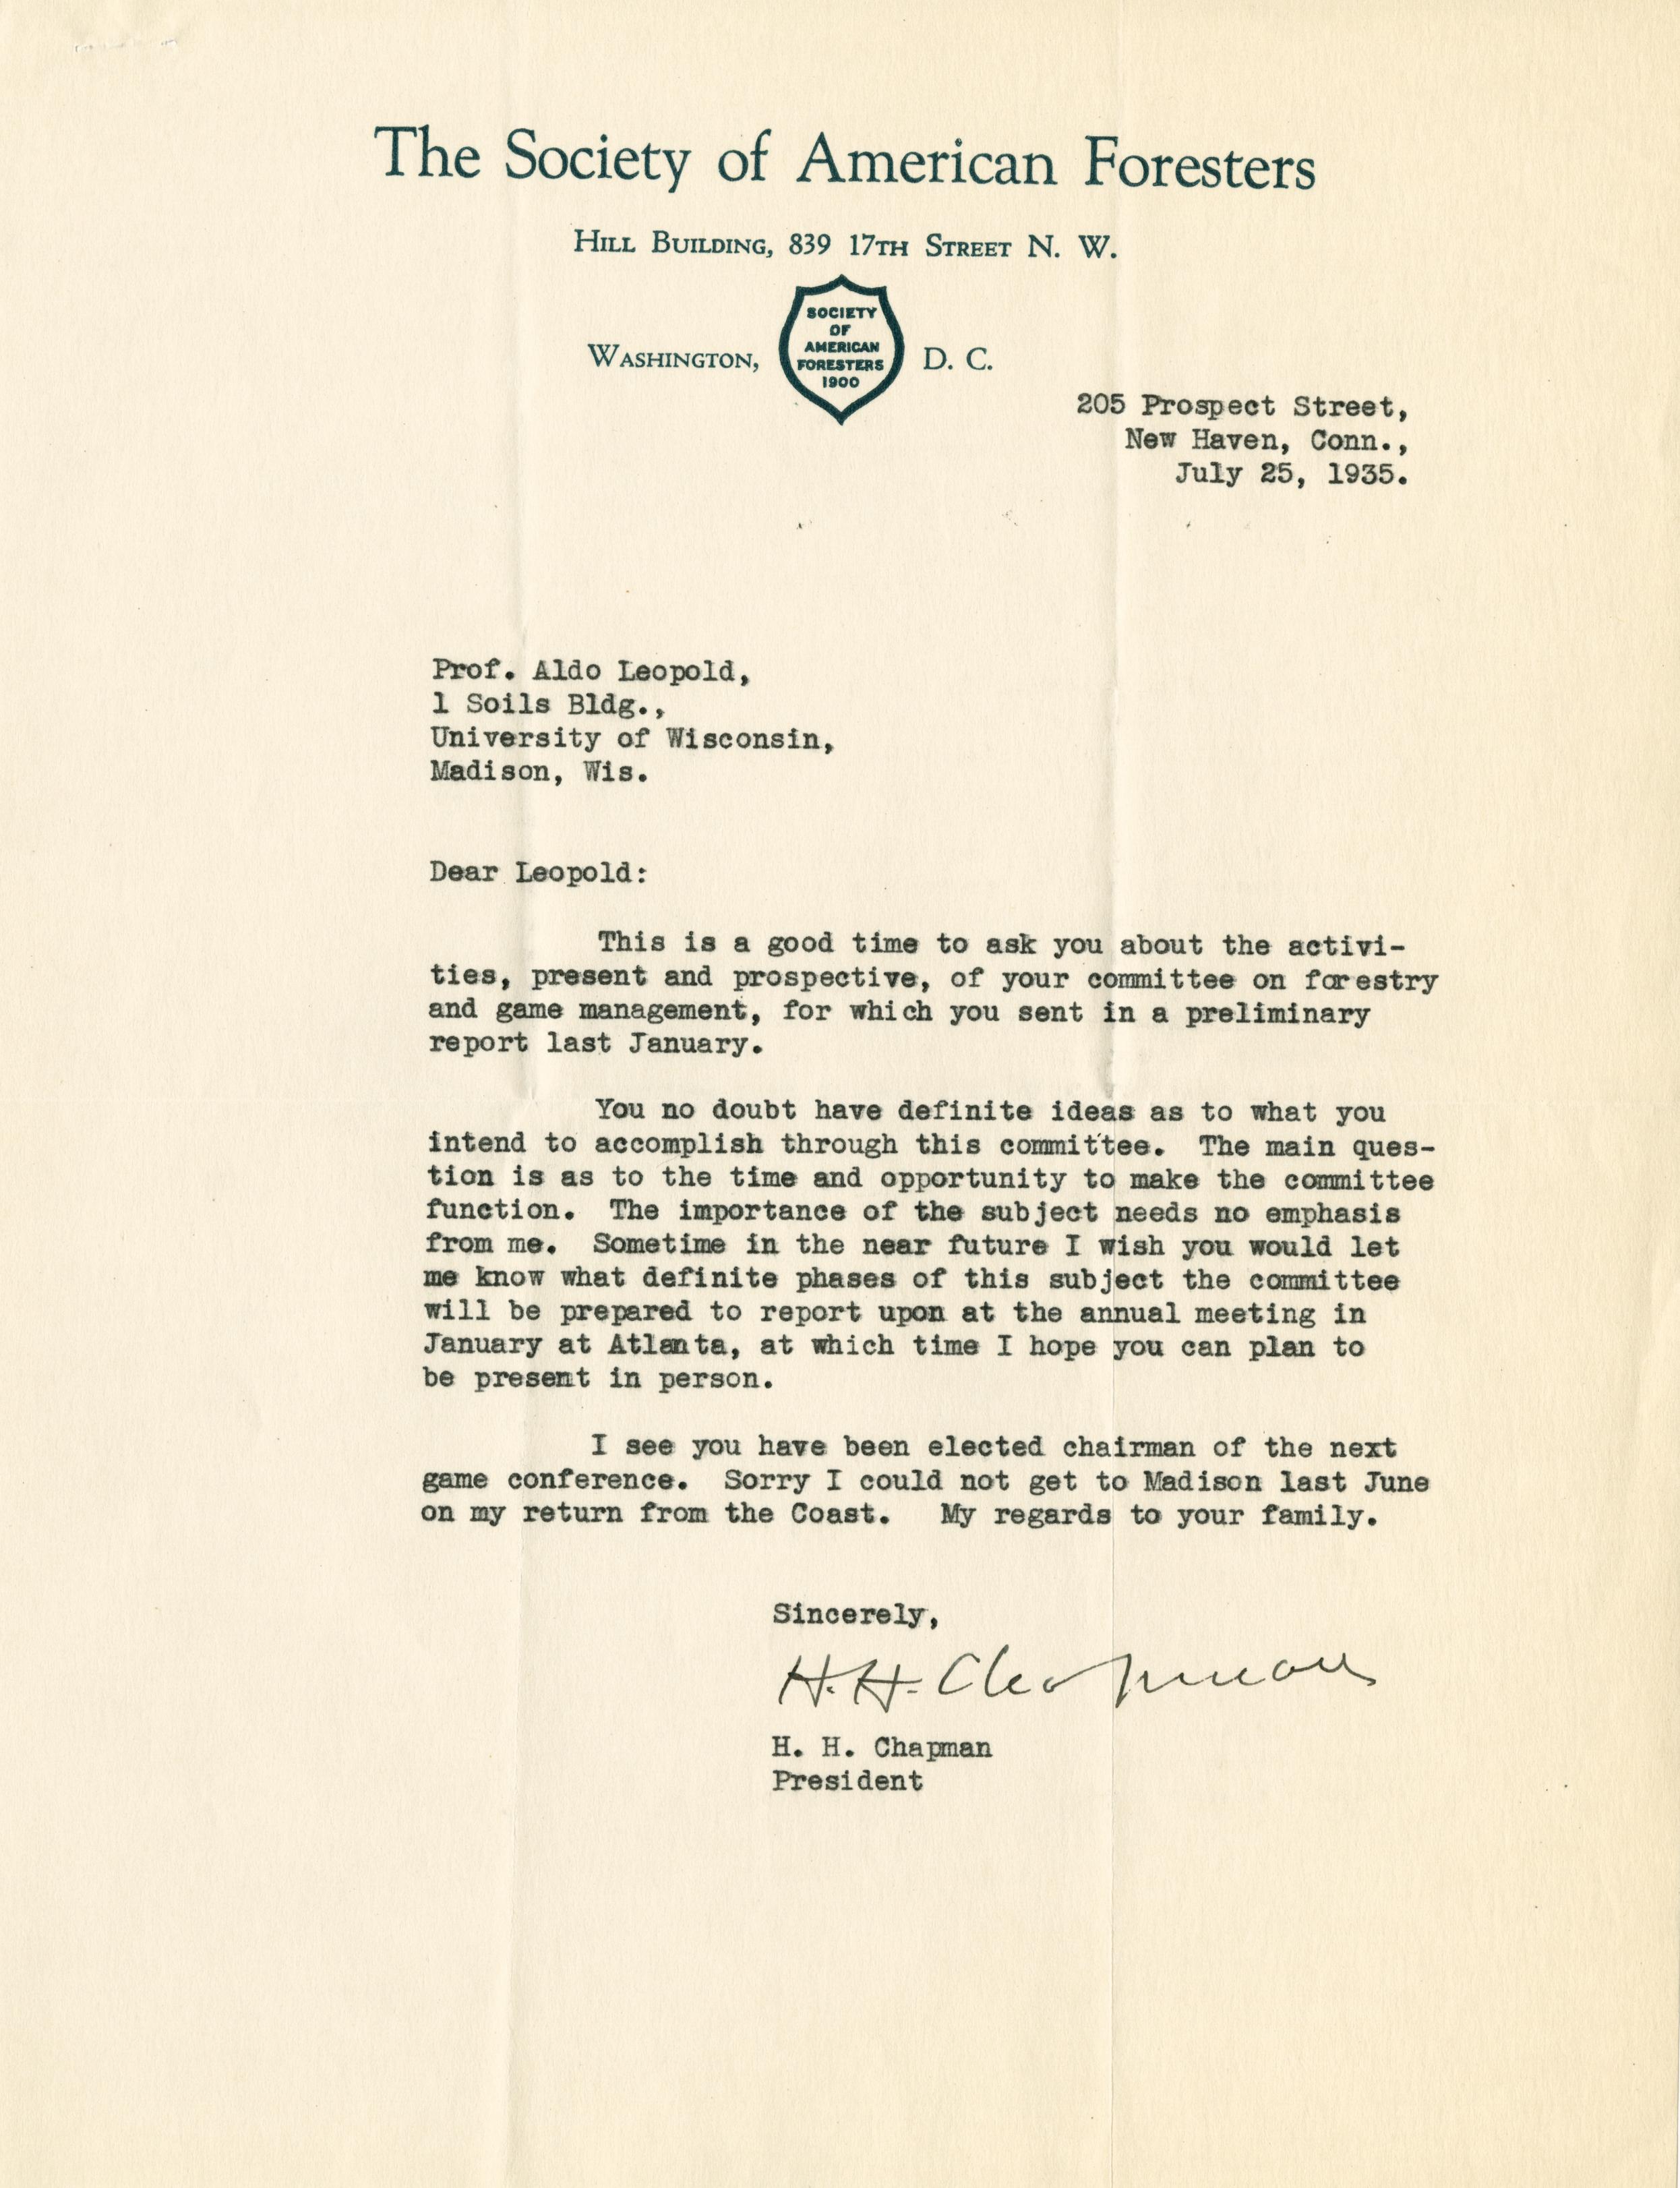 The Society of American Foresters
Hill Building, 839 17th Street N. W.
SOCIETY
OF
AMERICAN
FORESTERS
1900
Washington, D. C.
205 Prospect Street,
New Haven, Conn.,
July 25, 1935.
Prof. Aldo Leopold,
1 Soils Bldg.,
University of Wisconsin,
Madison, Wis.
Dear Leopold:
This is a good time to ask you about the activi-
ties, present and prospective, of your committee on forestry
and game management, for which you sent in a preliminary
report last January.
You no doubt have definite ideas as to what you
intend to accomplish through this committee. The main ques-
tion is as to the time and opportunity to make the committee
function. The importance of the subject needs no emphasis
from me. Sometime in the near future I wish you would let
me know what definite phases of this subject the committee
will be prepared to report upon at the annual meeting in
January at Atlanta, at which time I hope you can plan to
be present in person.
I see you have been elected chairman of the next
game conference. Sorry I could not get to Madison last June
on my return from the Coast. My regards to your family.
Sincerely,
H. H. Chapman
H. H. Chapman
President